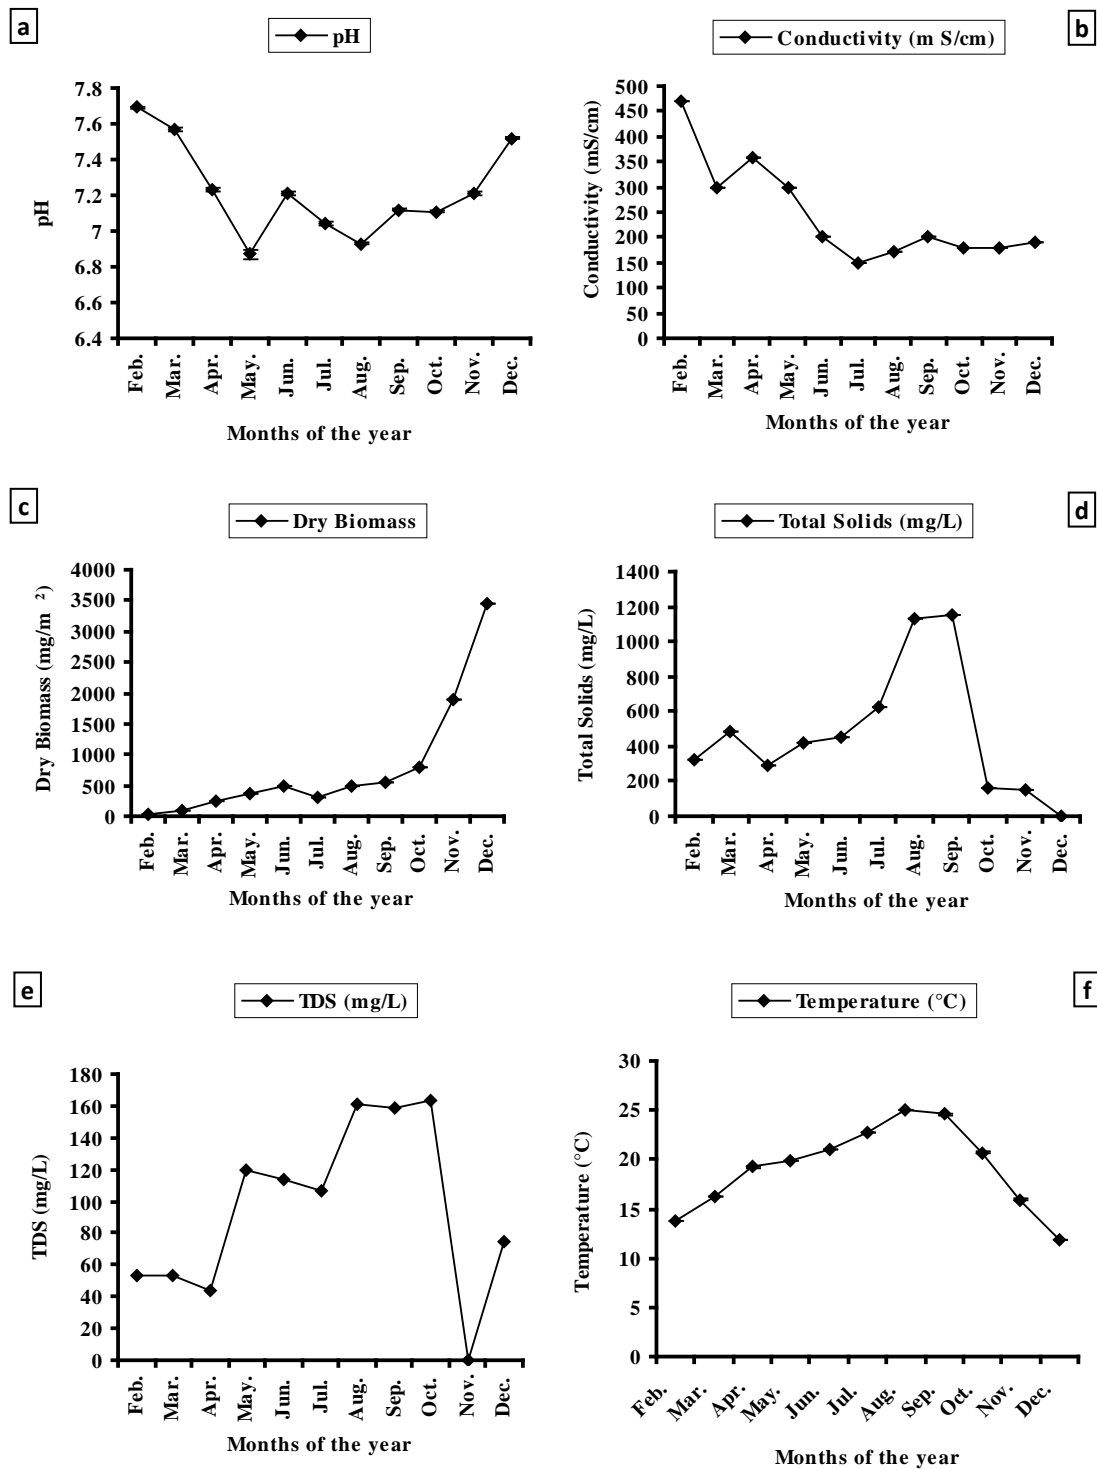 a
pH
7.8
7.6
7.4
7.2
7
6.8
6.6
6.4
pH
Feb.
Mar.
Apr.
May.
Jun.
Jul.
Aug.
Sep.
Oct.
Nov.
Dec.
Months of the year
b
Conductivity (m S/cm)
500
450
400
350
300
250
200
150
100
50
0
Conductivity (mS/cm)
Feb.
Mar.
Apr.
May.
Jun.
Jul.
Aug.
Sep.
Oct.
Nov.
Dec.
Months of the year
c
Dry Biomass
4000
3500
3000
2500
2000
1500
1000
500
0
Dry Biomass (mg/m ²)
Feb.
Mar.
Apr.
May.
Jun.
Jul.
Aug.
Sep.
Oct.
Nov.
Dec.
Months of the year
d
Total Solids (mg/L)
1400
1200
1000
800
600
400
200
0
Total Solids (mg/L)
Feb.
Mar.
Apr.
May.
Jun.
Jul.
Aug.
Sep.
Oct.
Nov.
Dec.
Months of the year
e
TDS (mg/L)
180
160
140
120
100
80
60
40
20
0
TDS (mg/L)
Feb.
Mar.
Apr.
May.
Jun.
Jul.
Aug.
Sep.
Oct.
Nov.
Dec.
Months of the year
f
Temperature (°C)
30
25
20
15
10
5
0
Temperature (°C)
Feb.
Mar.
Apr.
May.
Jun.
Jul.
Aug.
Sep.
Oct.
Nov.
Dec.
Months of the year